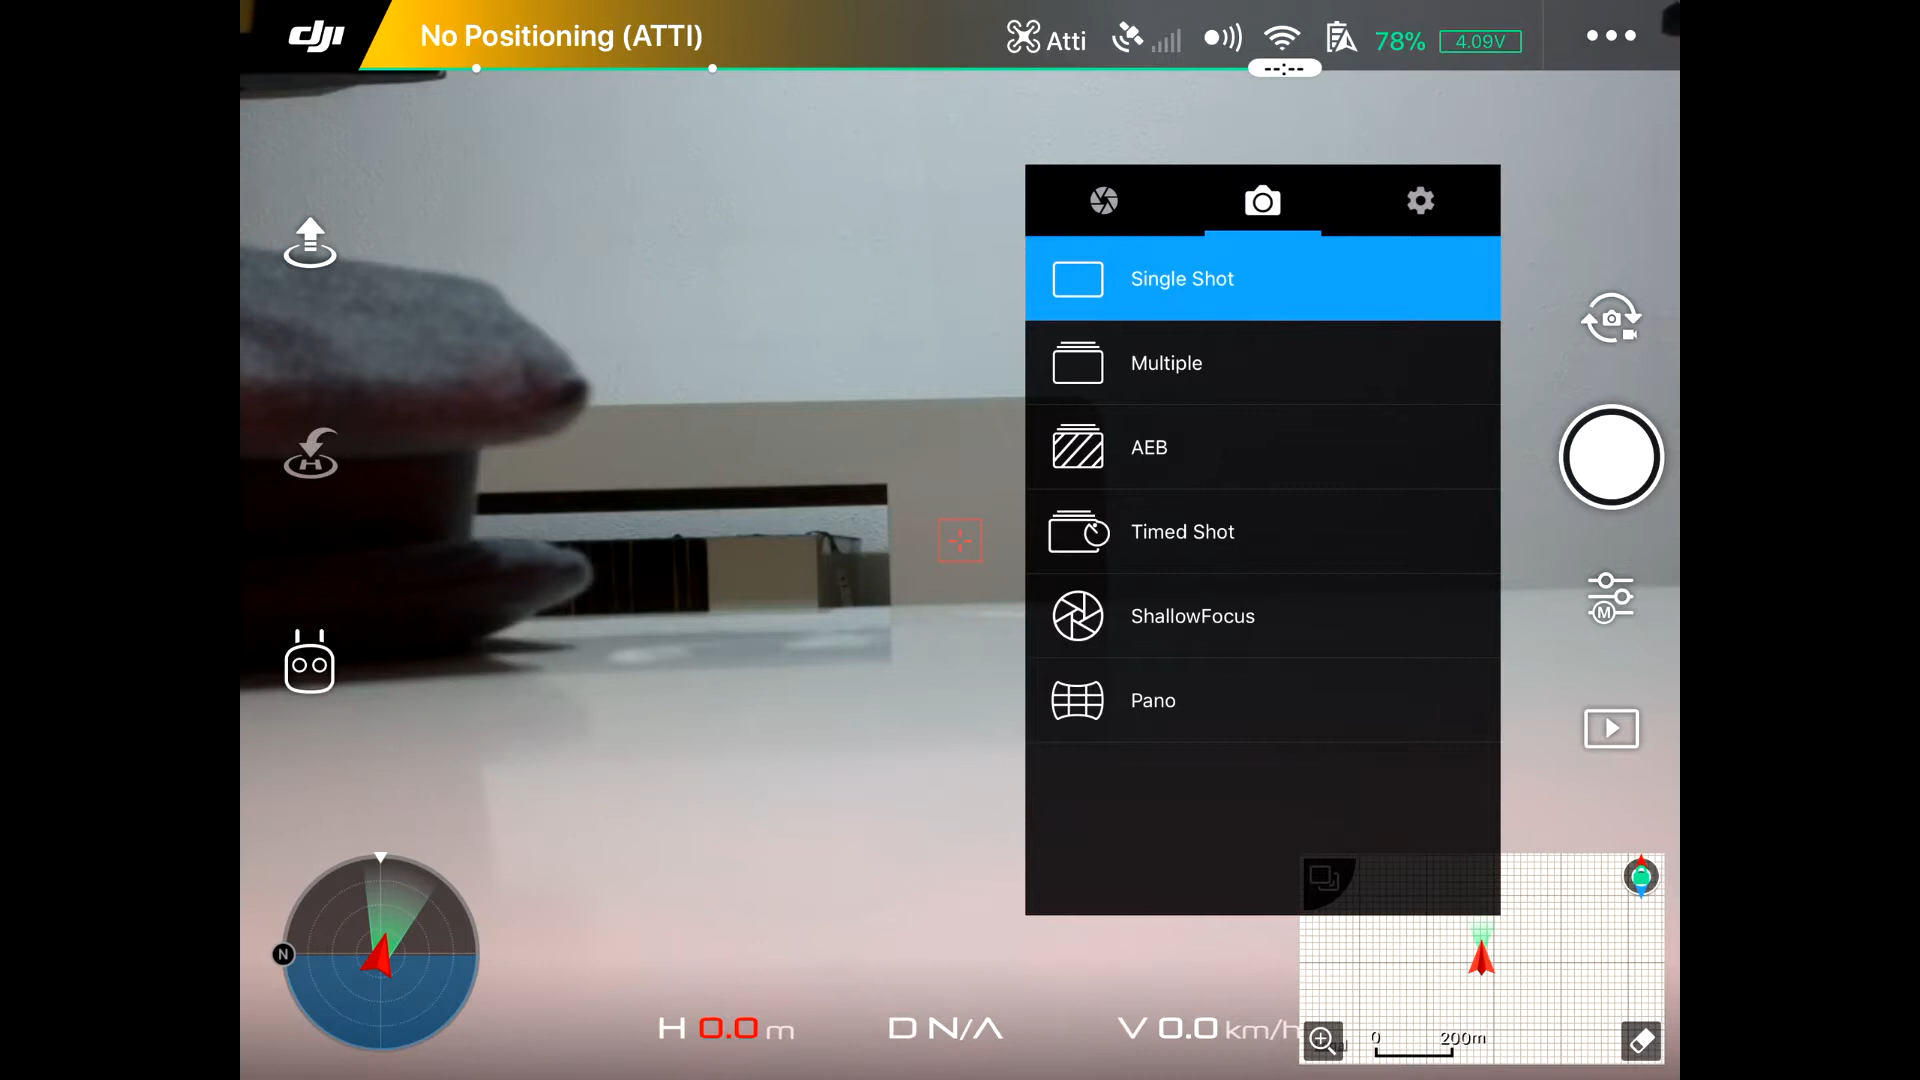 dji
No Positioning (ATTI)
Atti
78%
4.09V
--:--
Single Shot
Multiple
AEB
Timed Shot
ShallowFocus
Pano
H
M
N
H 0.0 m
D N/A
V 0.0 km/h
0 200m